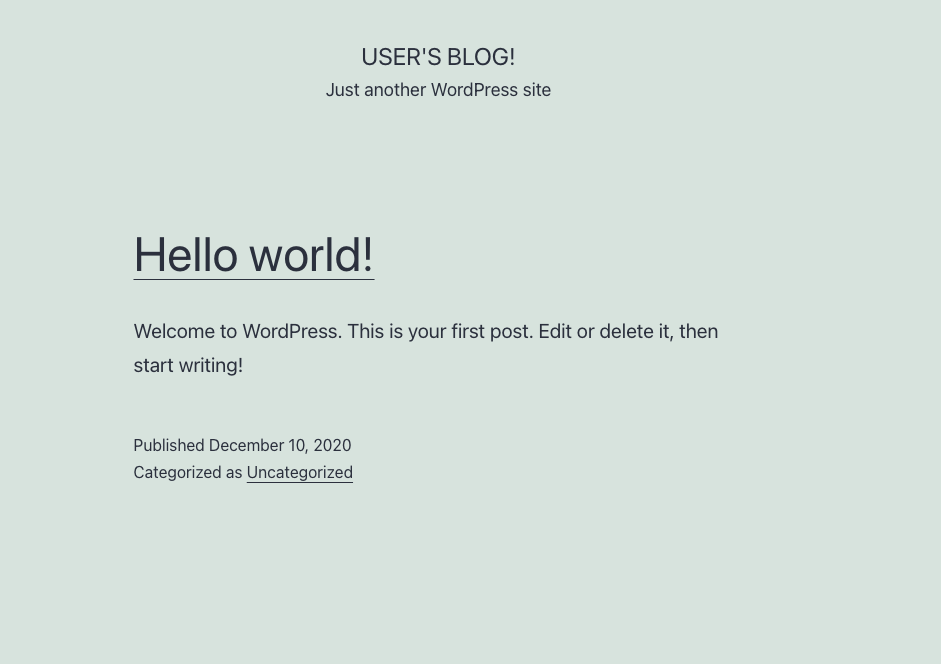 USER'S BLOG!
Just another WordPress site
Hello world!
Welcome to WordPress. This is your first post. Edit or delete it, then
start writing!
Published December 10, 2020
Categorized as Uncategorized